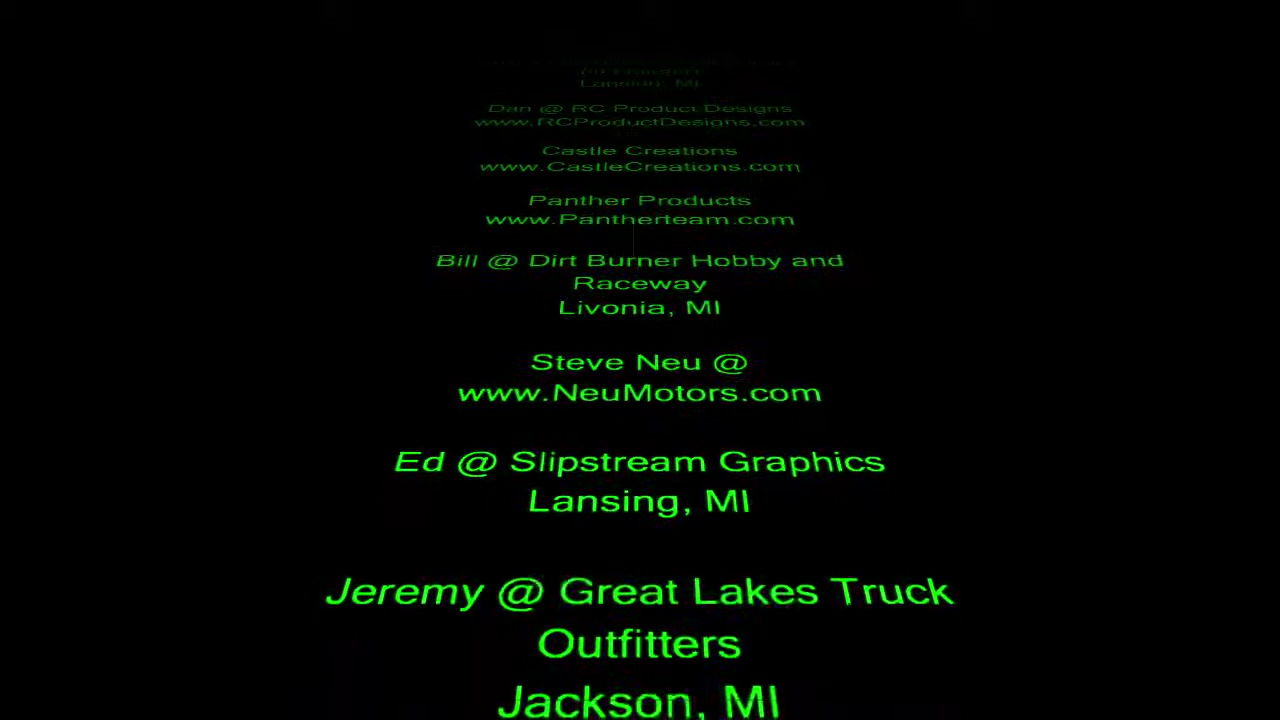 Lansing, MI
Dan @ RC Product Designs
www.RCProductDesigns.com
Castle Creations
www.CastleCreations.com
Panther Products
www.Pantherteam.com
Bill @ Dirt Burner Hobby and
Raceway
Livonia, MI
Steve Neu @
www.NeuMotors.com
Ed @ Slipstream Graphics
Lansing, MI
Jeremy @ Great Lakes Truck
Outfitters
Jackson, MI